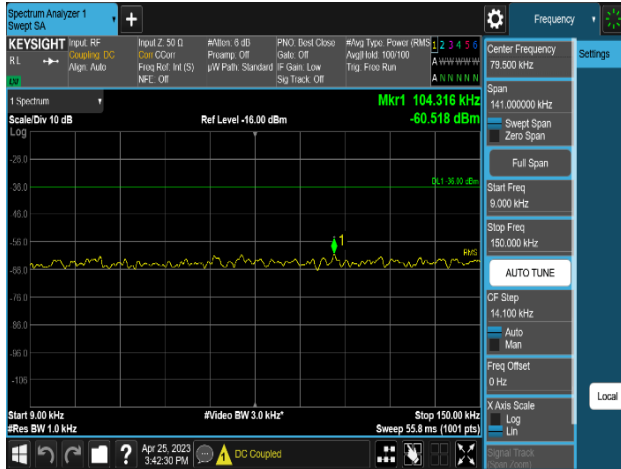 Spectrum Analyzer 1
Swept SA
+
Frequency
KEYSIGHT
RL
Input: RF
Coupling: DC
Align: Auto
Input Z: 50 Ω
Corr CCorr
Freq Ref: Int (S)
NFE: Off
#Atten: 6 dB
Preamp: Off
µW Path: Standard
PNO: Best Close
Gate: Off
IF Gain: Low
Sig Track: Off
#Avg Type: Power (RMS
Avg|Hold: 100/100
Trig: Free Run
1 2 3 4 5 6
A W W W W W
A N N N N N
Settings
Center Frequency
79.500 kHz
Span
141.000000 kHz
Swept Span
Zero Span
Full Span
Start Freq
9.000 kHz
Stop Freq
150.000 kHz
AUTO TUNE
CF Step
14.100 kHz
Auto
Man
Freq Offset
0 Hz
X Axis Scale
Log
Lin
Signal Track
(Span Zoom)
Local
1 Spectrum
Scale/Div 10 dB
Log
Ref Level -16.00 dBm
Mkr1 104.316 kHz
-60.518 dBm
-26.0
-36.0
-46.0
-56.0
-66.0
-76.0
-86.0
-96.0
-106
DL1 -36.00 dBm
1
RMS
Start 9.00 kHz
#Res BW 1.0 kHz
#Video BW 3.0 kHz*
Stop 150.00 kHz
Sweep 55.8 ms (1001 pts)
?
Apr 25, 2023
3:42:30 PM
DC Coupled